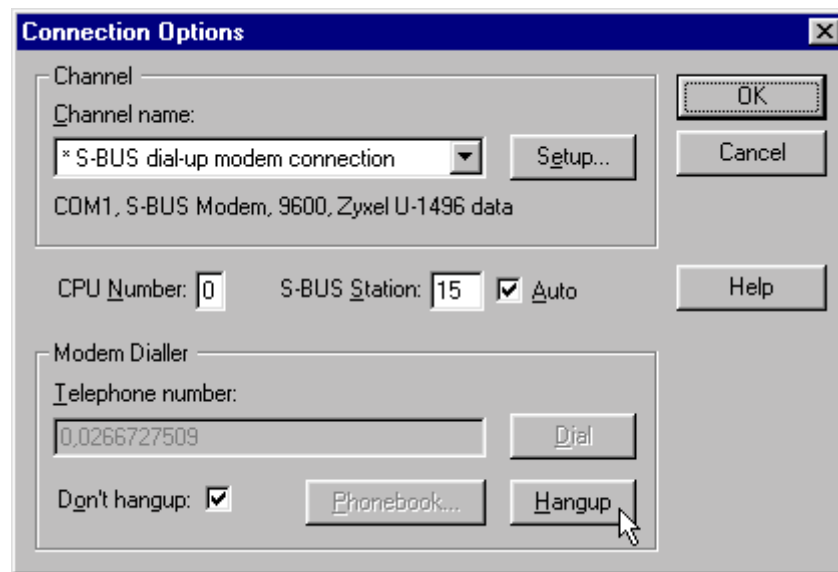 Connection Options
Channel
Channel name:
* S-BUS dial-up modem connection
Setup...
COM1, S-BUS Modem, 9600, Zyxel U-1496 data
OK
Cancel
CPU Number: 0 S-BUS Station: 15 Auto
Help
Modem Dialler
Telephone number:
0,0266727509
Dial
Don't hangup:
Phonebook...
Hangup